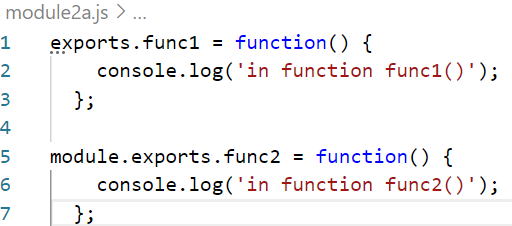 module2a.js > ...
1 exports.func1 = function() {
2     console.log('in function func1()');
3   };
4
5 module.exports.func2 = function() {
6     console.log('in function func2()');
7   };